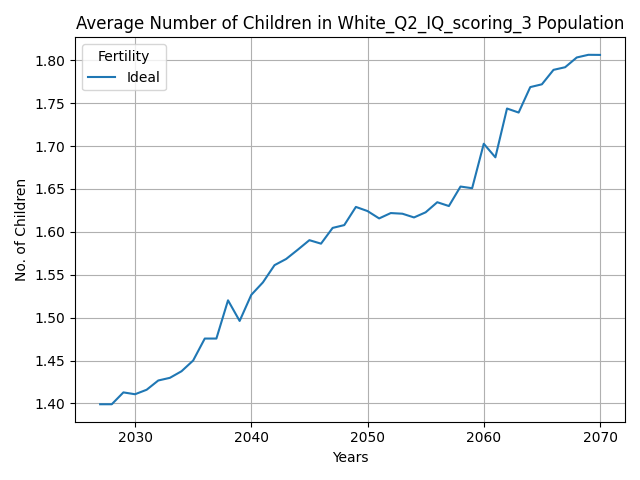 Average Number of Children in White_Q2_IQ_scoring_3 Population
Fertility
Ideal
No. of Children
1.80
1.75
1.70
1.65
1.60
1.55
1.50
1.45
1.40
2030 2040 2050 2060 2070
Years